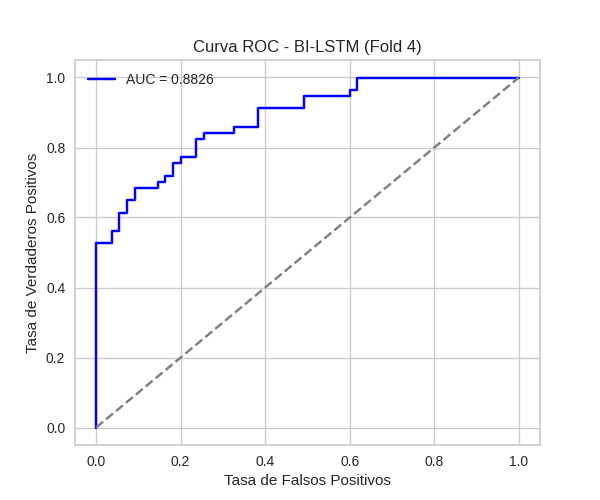 Curva ROC - BI-LSTM (Fold 4)
AUC = 0.8826
Tasa de Verdaderos Positivos
1.0
0.8
0.6
0.4
0.2
0.0
0.0 0.2 0.4 0.6 0.8 1.0
Tasa de Falsos Positivos